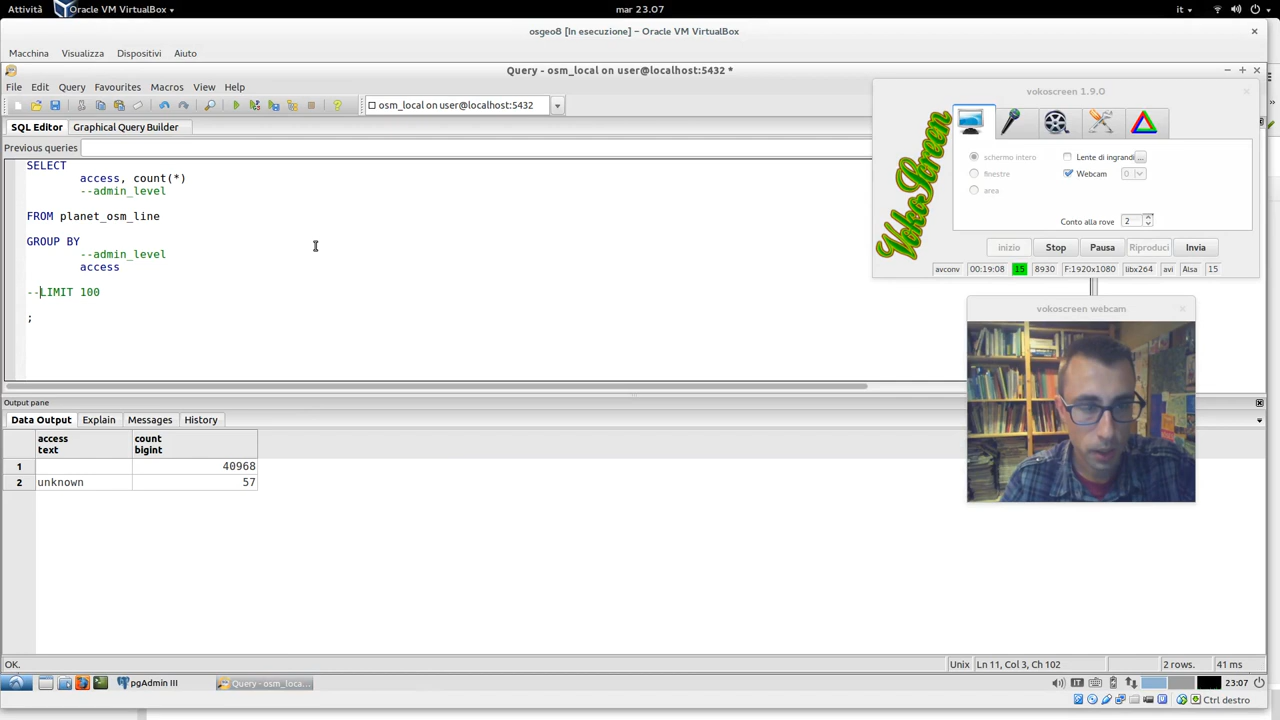 Attività
Oracle VM VirtualBox
mar 23.07
it
osgeo8 [In esecuzione] – Oracle VM VirtualBox
Macchina Visualizza Dispositivi Aiuto
Query - osm_local on user@localhost:5432 *
File Edit Query Favourites Macros View Help
osm_local on user@localhost:5432
SQL Editor Graphical Query Builder
Previous queries
SELECT
access, count(*)
--admin_level
FROM planet_osm_line
GROUP BY
--admin_level
access
--LIMIT 100
;
vokoscreen 1.9.0
VokoScreen
schermo intero
Lente di ingrandi ...
finestre
Webcam 0
area
Conto alla rove 2
inizio Stop Pausa Riproduci Invia
avconv 00:19:08 15 8930 F:1920x1080 libx264 avi Alsa 15
vokoscreen webcam
Output pane
Data Output Explain Messages History
access count
text bigint
1 40968
2 unknown 57
OK. Unix Ln 11, Col 3, Ch 102 2 rows. 41 ms
pgAdmin III
Query - osm_loca...
IT
23:07
Ctrl destro